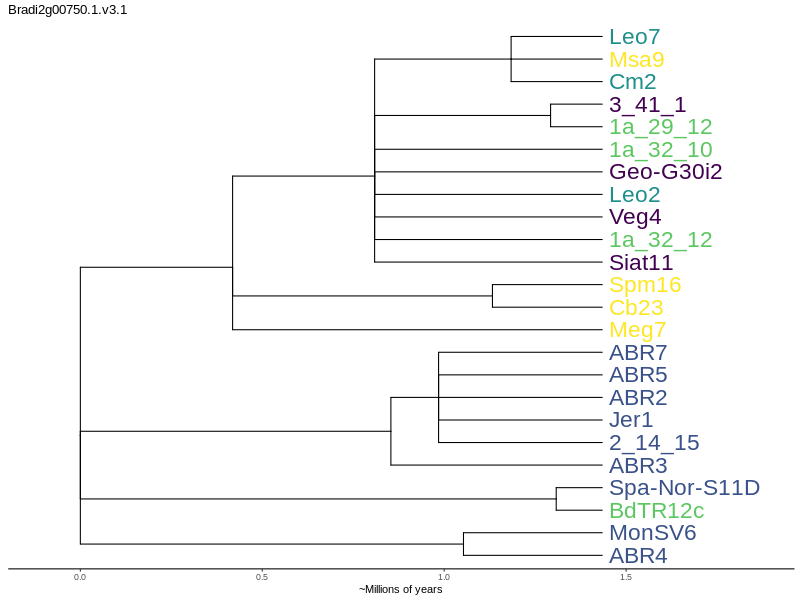 Bradi2g00750.1.v3.1
Leo7
Msa9
Cm2
3_41_1
1a_29_12
1a_32_10
Geo-G30i2
Leo2
Veg4
1a_32_12
Siat11
Spm16
Cb23
Meg7
ABR7
ABR5
ABR2
Jer1
2_14_15
ABR3
Spa-Nor-S11D
BdTR12c
MonSV6
ABR4
0.0 0.5 1.0 1.5
~Millions of years